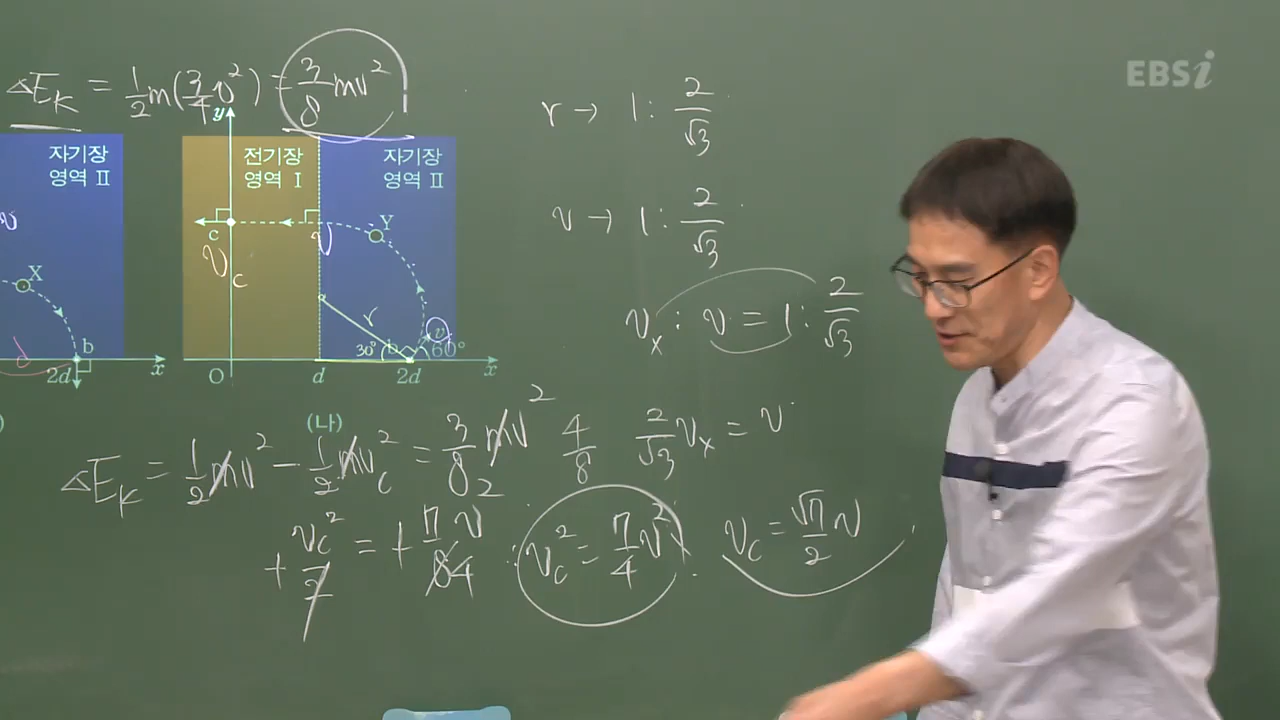 EBSi
ΔE_K = 1/2 m(3/4 v²) = 3/8 mv²
r → 1 : 2/√3
v → 1 : 2/√3
v_x : v = 1 : 2/√3
2/√3 v_x = v
자기장
영역 Ⅱ
X
b
d
2d
x
y
전기장
영역 Ⅰ
자기장
영역 Ⅱ
c
v_c
v
Y
r
30°
b
v
60°
O
d
2d
x
(나)
ΔE_K = 1/2 mv² - 1/2 mv_c² = 3/8 mv²
4/8
∴ v_c² = 7/4 v²
v_c = √7/2 v